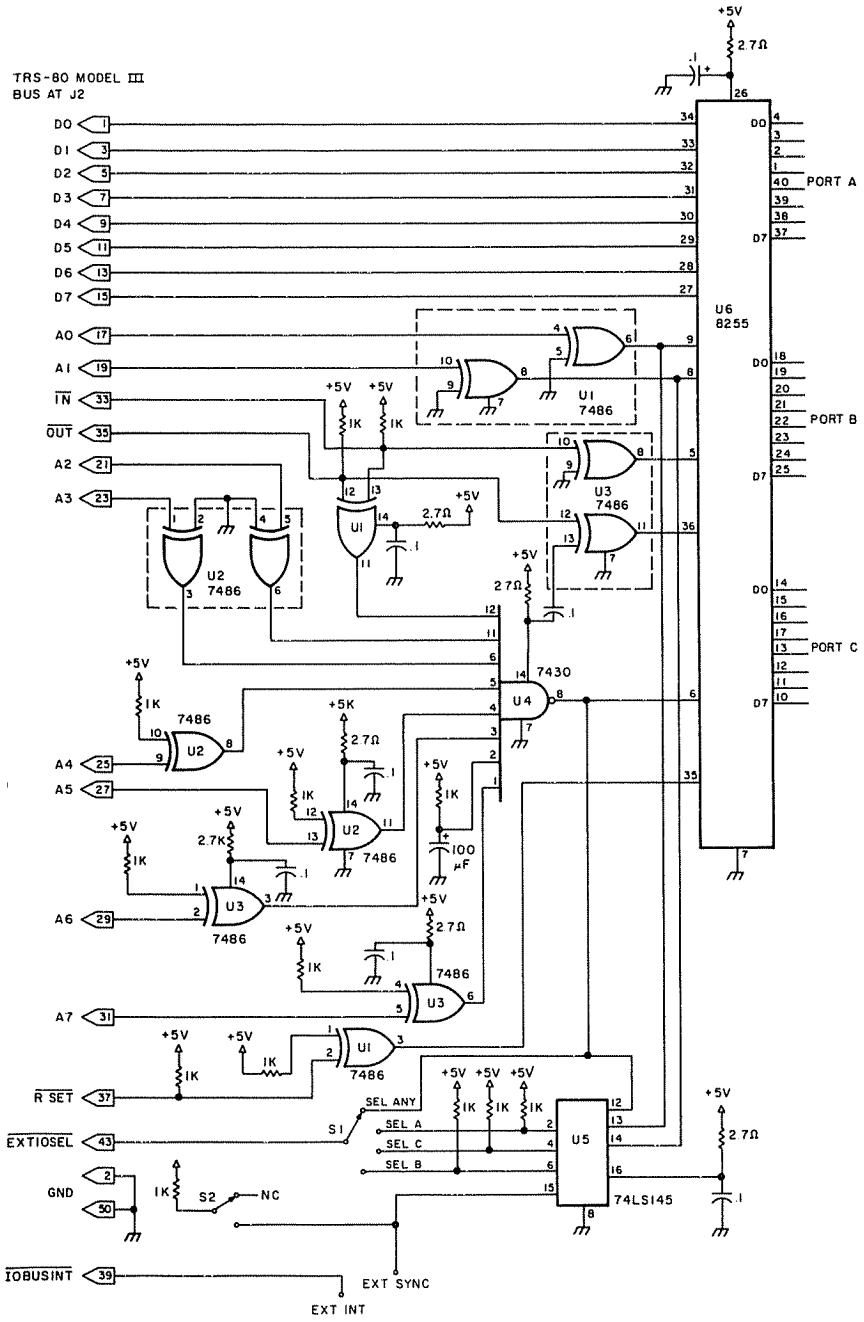 +5V
2.7Ω
.1
+
26
TRS-80 MODEL III
BUS AT J2
D0 1 34 D0 4
3
D1 3 33
2
D2 5 32
1
PORT A
D3 7 31
40
39
D4 9 30
38
D5 11 29
D7 37
D6 13 28
D7 15 27
U6
8255
A0 17 4 6 9
5
A1 19 10 8 8
9
7
U1
7486
D0 18
19
20
21
PORT B
22
23
24
D7 25
IN 33
+5V +5V
1K 1K
OUT 35
10 8 5
9
U3
7486
12 11 36
13
7
A2 21
A3 23
1 2 4 5
U2
7486
3 6
12 13
U1
14
2.7Ω
+5V
.1
11
+5V
2.7Ω
.1
D0 14
15
16
17
PORT C
13
12
11
D7 10
12
11
6
5
4
3
2
1
14
7430
U4
8
7
6
35
+5V
1K
7486
10
U2 8
9
A4 25
A5 27
+5K
2.7Ω
.1
+5V
1K
12 14
U2 11
13
7 7486
+5V
1K
+
100
μF
7
+5V
1K
+5V
2.7K
.1
1 14
U3 3
2
A6 29
7486
+5V
2.7Ω
.1
+5V
1K
7486
4
U3 6
5
A7 31
+5V
1K
+5V
1K
1
U1 3
2
7486
R SET 37
EXTIOSEL 43
S1
SEL ANY
SEL A
SEL C
SEL B
+5V +5V +5V
1K 1K 1K
2
4
6
15
U5
12
13
14
16
8
74LS145
+5V
2.7Ω
.1
2
GND
50
1K
S2
NC
IOBUSINT 39
EXT SYNC
EXT INT